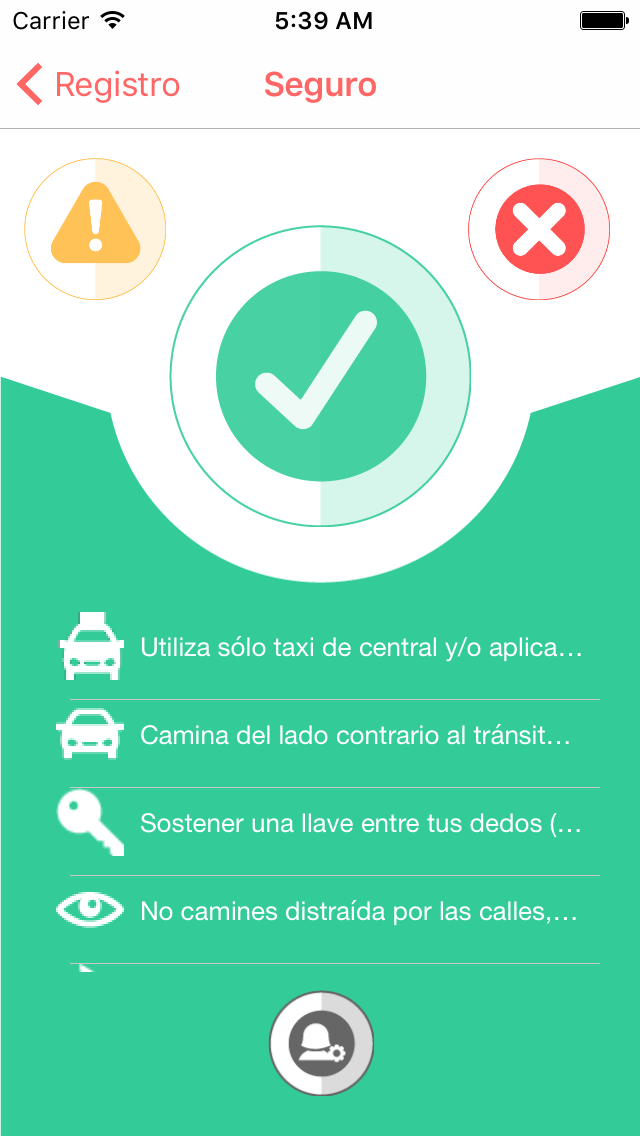 Carrier 5:39 AM
Registro Seguro
Utiliza sólo taxi de central y/o aplica...
Camina del lado contrario al tránsit...
Sostener una llave entre tus dedos (...
No camines distraída por las calles,...